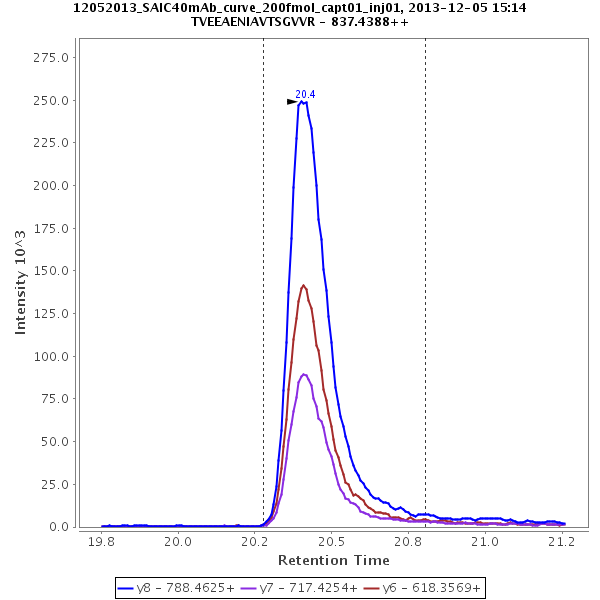 12052013_SAIC40mAb_curve_200fmol_capt01_inj01, 2013-12-05 15:14
TVEEAENIAVTSGVVR - 837.4388++
Intensity 10^3
275.0
250.0
225.0
200.0
175.0
150.0
125.0
100.0
75.0
50.0
25.0
0.0
20.4
19.8 20.0 20.2 20.5 20.8 21.0 21.2
Retention Time
y8 - 788.4625+ y7 - 717.4254+ y6 - 618.3569+